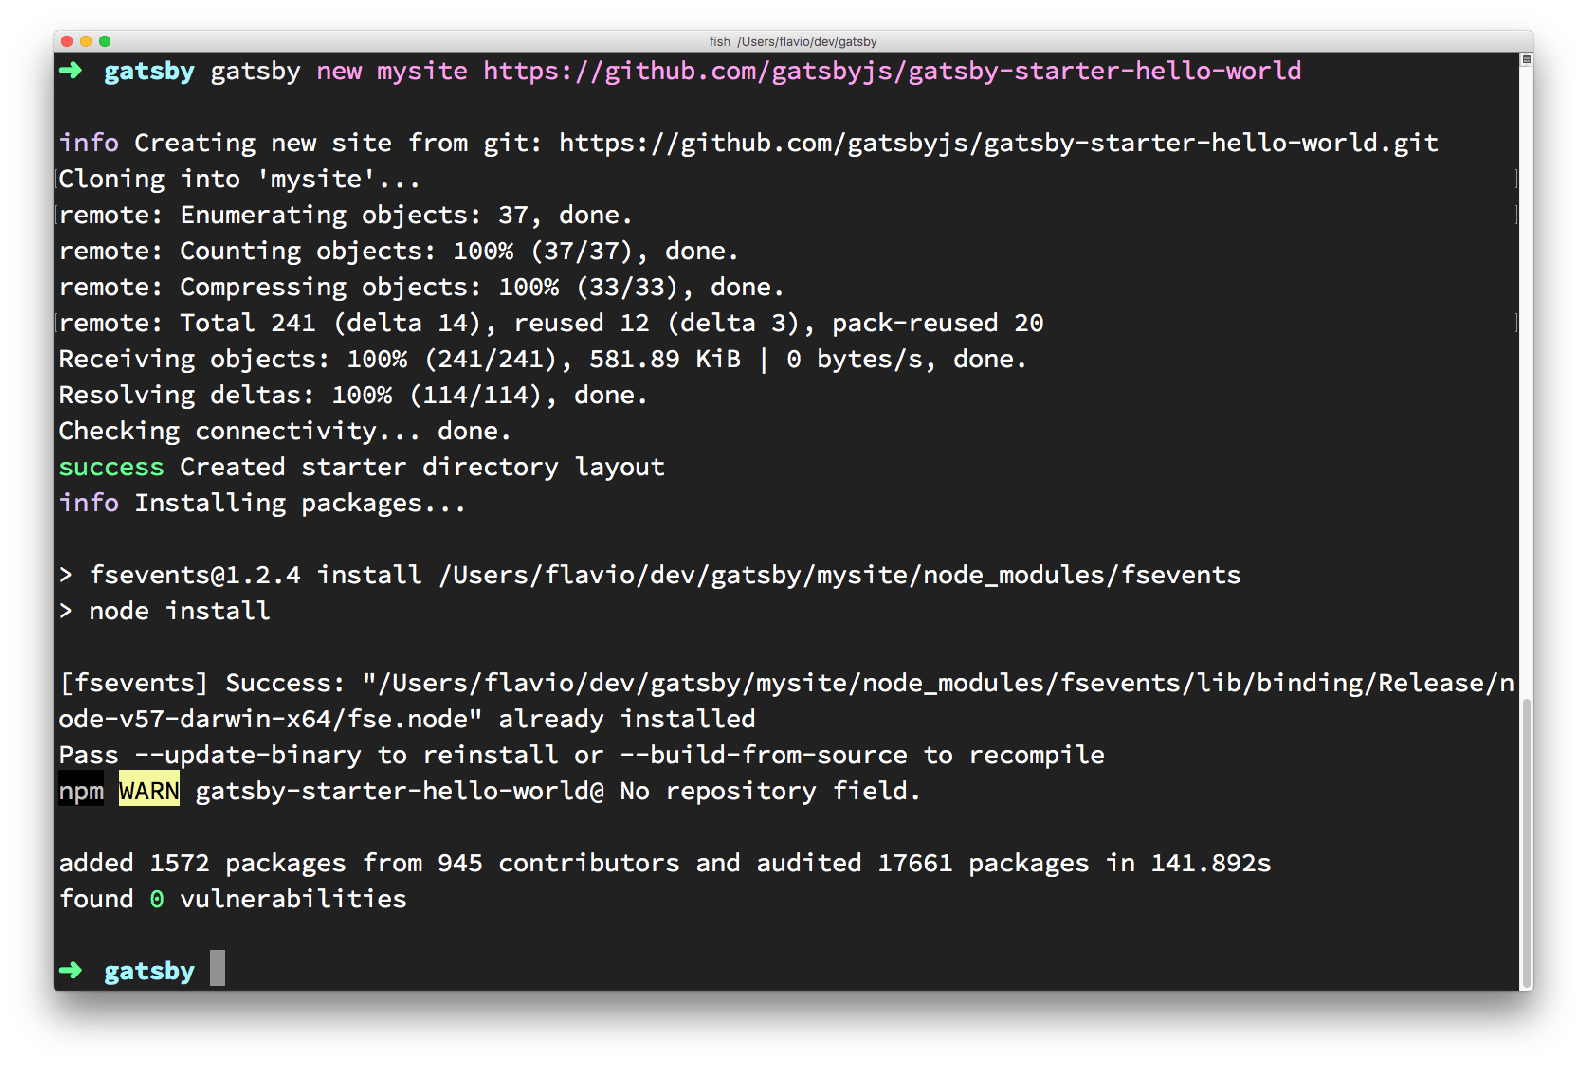 fish /Users/flavio/dev/gatsby
➜ gatsby gatsby new mysite https://github.com/gatsbyjs/gatsby-starter-hello-world
info Creating new site from git: https://github.com/gatsbyjs/gatsby-starter-hello-world.git
Cloning into 'mysite'...
remote: Enumerating objects: 37, done.
remote: Counting objects: 100% (37/37), done.
remote: Compressing objects: 100% (33/33), done.
remote: Total 241 (delta 14), reused 12 (delta 3), pack-reused 20
Receiving objects: 100% (241/241), 581.89 KiB | 0 bytes/s, done.
Resolving deltas: 100% (114/114), done.
Checking connectivity... done.
success Created starter directory layout
info Installing packages...
> fsevents@1.2.4 install /Users/flavio/dev/gatsby/mysite/node_modules/fsevents
> node install
[fsevents] Success: "/Users/flavio/dev/gatsby/mysite/node_modules/fsevents/lib/binding/Release/n
ode-v57-darwin-x64/fse.node" already installed
Pass --update-binary to reinstall or --build-from-source to recompile
npm WARN gatsby-starter-hello-world@ No repository field.
added 1572 packages from 945 contributors and audited 17661 packages in 141.892s
found 0 vulnerabilities
➜ gatsby